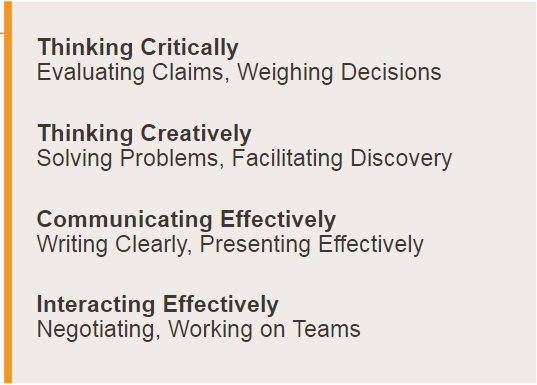 Thinking Critically
Evaluating Claims, Weighing Decisions
Thinking Creatively
Solving Problems, Facilitating Discovery
Communicating Effectively
Writing Clearly, Presenting Effectively
Interacting Effectively
Negotiating, Working on Teams